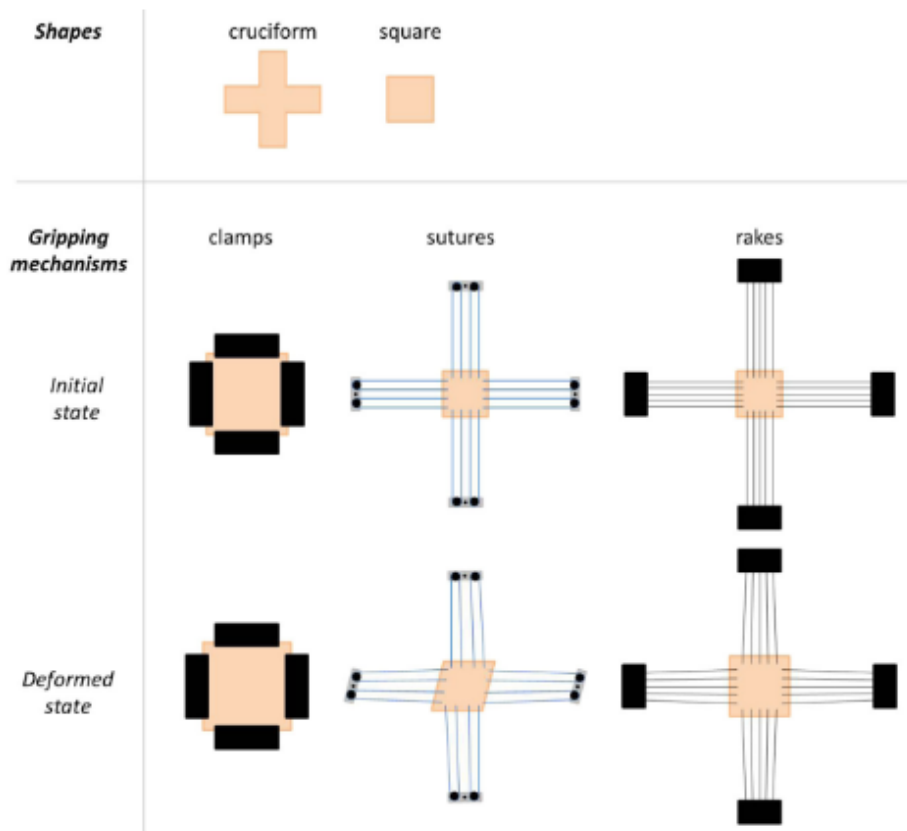 Shapes
cruciform
square
Gripping
mechanisms
clamps
sutures
rakes
Initial
state
Deformed
state